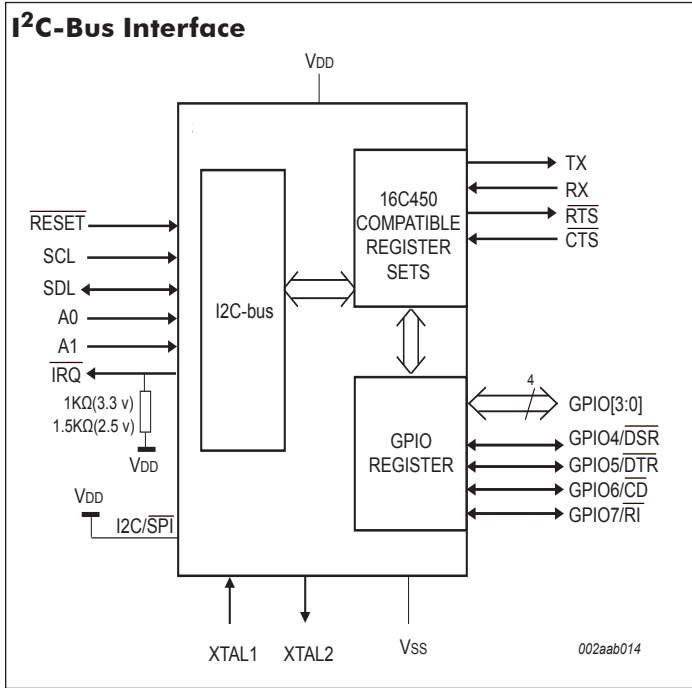 I²C-Bus Interface
VDD
16C450
COMPATIBLE
REGISTER
SETS
TX
RX
RTS
CTS
RESET
SCL
SDL
A0
A1
IRQ
I2C-bus
1KΩ(3.3 v)
1.5KΩ(2.5 v)
VDD
VDD
I2C/SPI
GPIO
REGISTER
4
GPIO[3:0]
GPIO4/DSR
GPIO5/DTR
GPIO6/CD
GPIO7/RI
XTAL1
XTAL2
VSS
002aab014